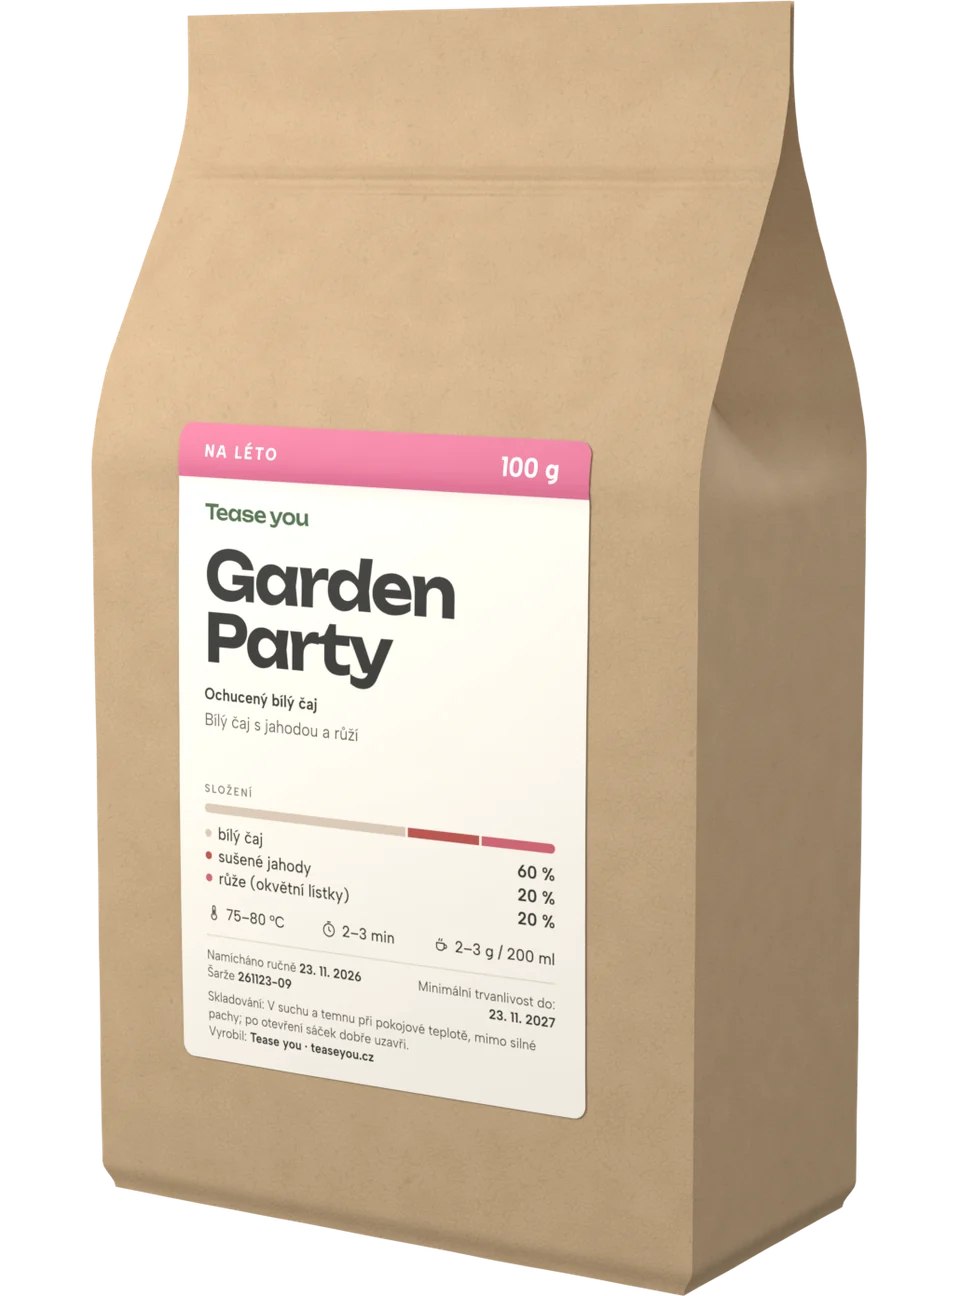 NA LÉTO
100 g
Tease you
Garden
Party
Ochucený bílý čaj
Bílý čaj s jahodou a růží
SLOŽENÍ
bílý čaj 60 %
sušené jahody 20 %
růže (okvětní lístky) 20 %
75–80 °C 2–3 min 2–3 g / 200 ml
Namícháno ručně 23. 11. 2026
Šarže 261123-09
Minimální trvanlivost do:
23. 11. 2027
Skladování: V suchu a temnu při pokojové teplotě, mimo silné
pachy; po otevření sáček dobře uzavři.
Vyrobil: Tease you · teaseyou.cz